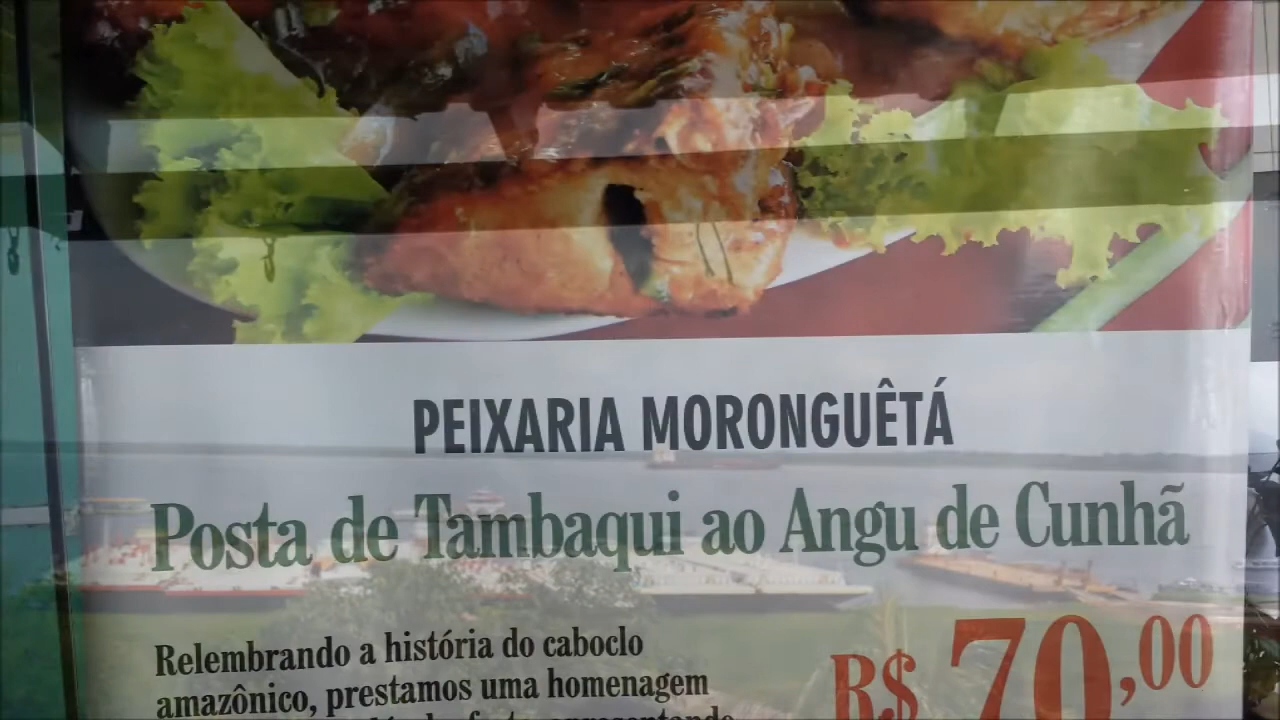 PEIXARIA MORONGUÊTÁ
Posta de Tambaqui ao Angu de Cunhã
Relembrando a história do caboclo
amazônico, prestamos uma homenagem
R$ 70,00